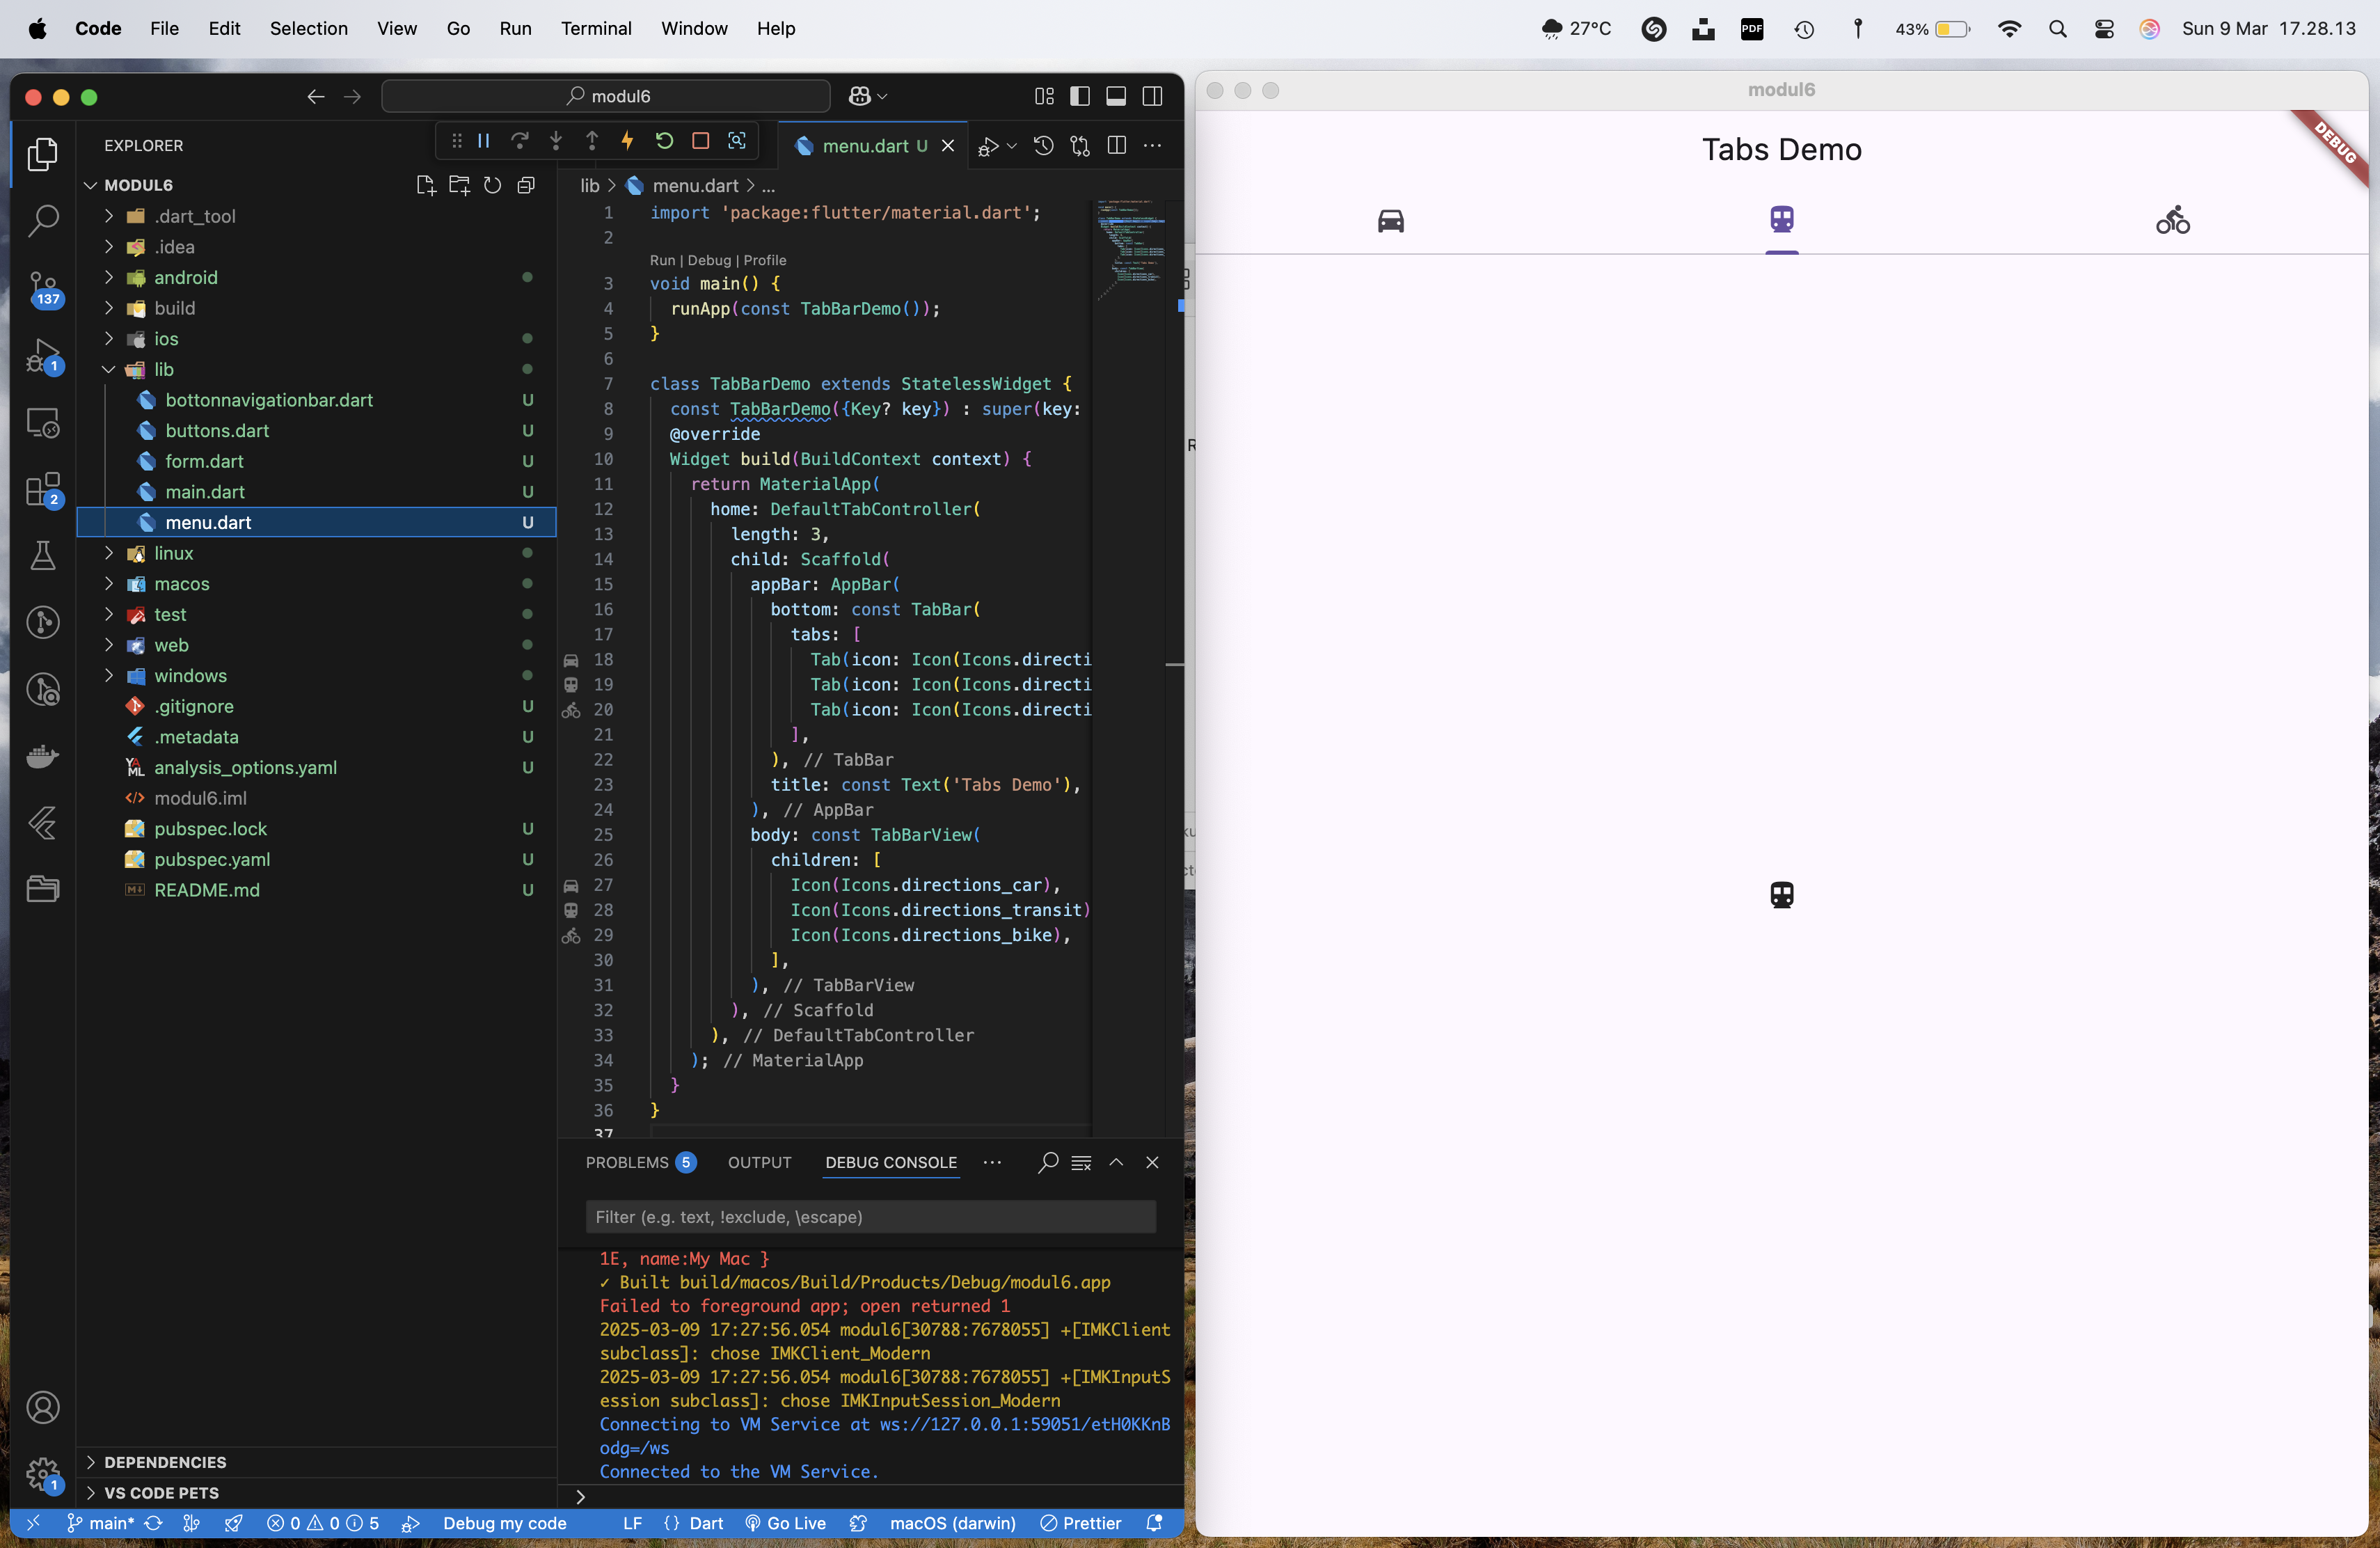 Code File Edit Selection View Go Run Terminal Window Help
27°C PDF 43% Sun 9 Mar 17.28.13
modul6
EXPLORER
menu.dart U
MODUL6
lib > menu.dart > ...
.dart_tool
.idea
android
build
ios
lib
bottonnavigationbar.dart U
buttons.dart U
form.dart U
main.dart U
menu.dart U
linux
macos
test
web
windows
.gitignore U
.metadata U
analysis_options.yaml U
modul6.iml
pubspec.lock U
pubspec.yaml U
README.md U
DEPENDENCIES
VS CODE PETS
137
1
2
1
1 import 'package:flutter/material.dart';
2
Run | Debug | Profile
3 void main() {
4 runApp(const TabBarDemo());
5 }
6
7 class TabBarDemo extends StatelessWidget {
8 const TabBarDemo({Key? key}) : super(key:
9 @override
10 Widget build(BuildContext context) {
11 return MaterialApp(
12 home: DefaultTabController(
13 length: 3,
14 child: Scaffold(
15 appBar: AppBar(
16 bottom: const TabBar(
17 tabs: [
18 Tab(icon: Icon(Icons.directi
19 Tab(icon: Icon(Icons.directi
20 Tab(icon: Icon(Icons.directi
21 ],
22 ), // TabBar
23 title: const Text('Tabs Demo'),
24 ), // AppBar
25 body: const TabBarView(
26 children: [
27 Icon(Icons.directions_car),
28 Icon(Icons.directions_transit)
29 Icon(Icons.directions_bike),
30 ],
31 ), // TabBarView
32 ), // Scaffold
33 ), // DefaultTabController
34 ); // MaterialApp
35 }
36 }
37
PROBLEMS 5 OUTPUT DEBUG CONSOLE
Filter (e.g. text, !exclude, \escape)
1E, name:My Mac }
✓ Built build/macos/Build/Products/Debug/modul6.app
Failed to foreground app; open returned 1
2025-03-09 17:27:56.054 modul6[30788:7678055] +[IMKClient
subclass]: chose IMKClient_Modern
2025-03-09 17:27:56.054 modul6[30788:7678055] +[IMKInputS
ession subclass]: chose IMKInputSession_Modern
Connecting to VM Service at ws://127.0.0.1:59051/etH0KKnB
odg=/ws
Connected to the VM Service.
main* 0 0 5 Debug my code LF {} Dart Go Live macOS (darwin) Prettier
modul6
Tabs Demo
DEBUG